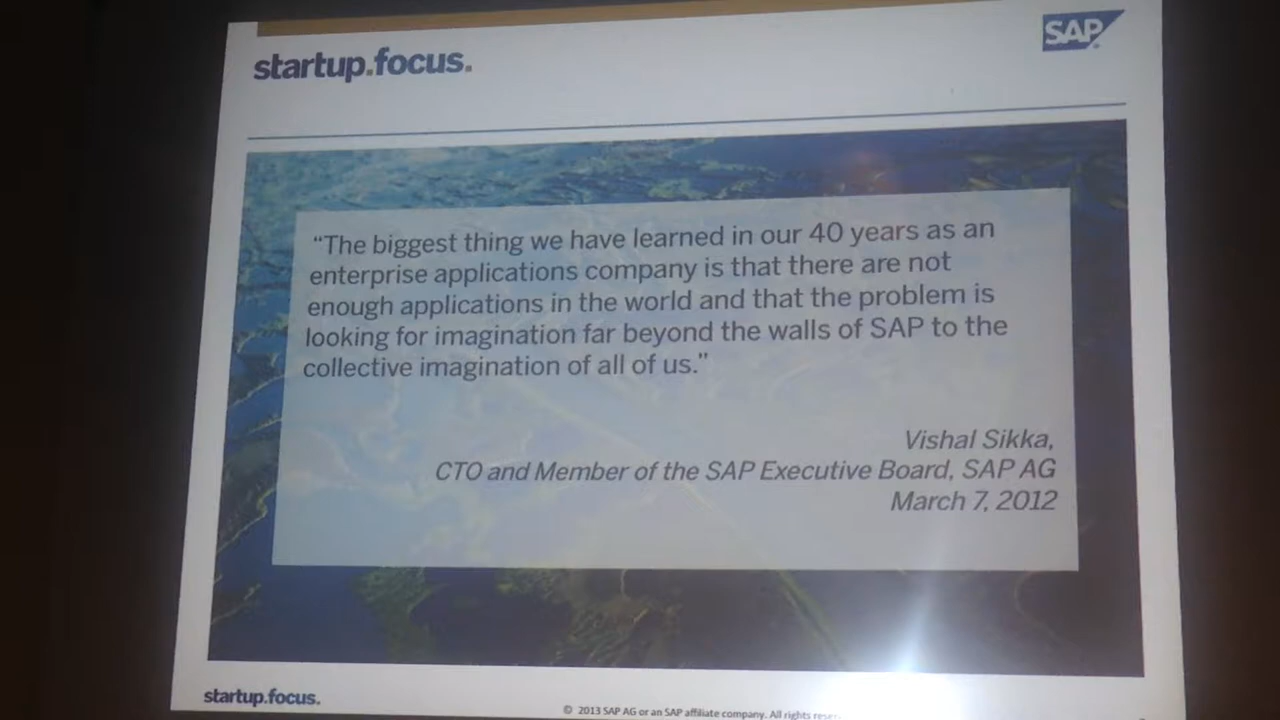 startup.focus.
SAP
“The biggest thing we have learned in our 40 years as an
enterprise applications company is that there are not
enough applications in the world and that the problem is
looking for imagination far beyond the walls of SAP to the
collective imagination of all of us.”
Vishal Sikka,
CTO and Member of the SAP Executive Board, SAP AG
March 7, 2012
startup.focus.
© 2013 SAP AG or an SAP affiliate company. All rights